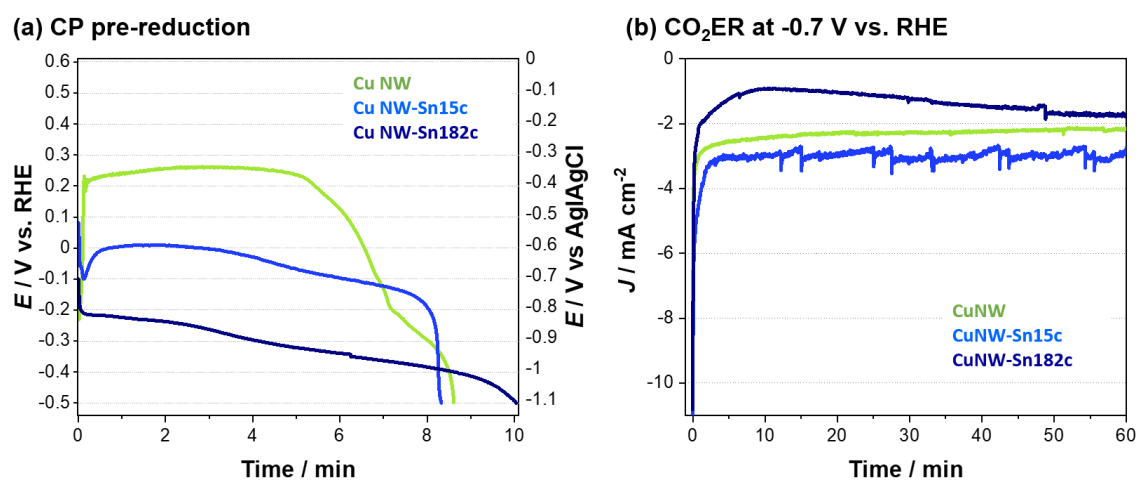 (a) CP pre-reduction
E / V vs. RHE
0.6
0.5
0.4
0.3
0.2
0.1
0
-0.1
-0.2
-0.3
-0.4
-0.5
Cu NW
Cu NW-Sn15c
Cu NW-Sn182c
0
-0.1
-0.2
-0.3
-0.4
-0.5
-0.6
-0.7
-0.8
-0.9
-1
-1.1
E / V vs AgIAgCl
0 2 4 6 8 10
Time / min
(b) CO₂ER at -0.7 V vs. RHE
J / mA cm⁻²
0
-2
-4
-6
-8
-10
CuNW
CuNW-Sn15c
CuNW-Sn182c
0 10 20 30 40 50 60
Time / min